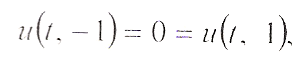 u(t, -1) = 0 = u(t, 1),